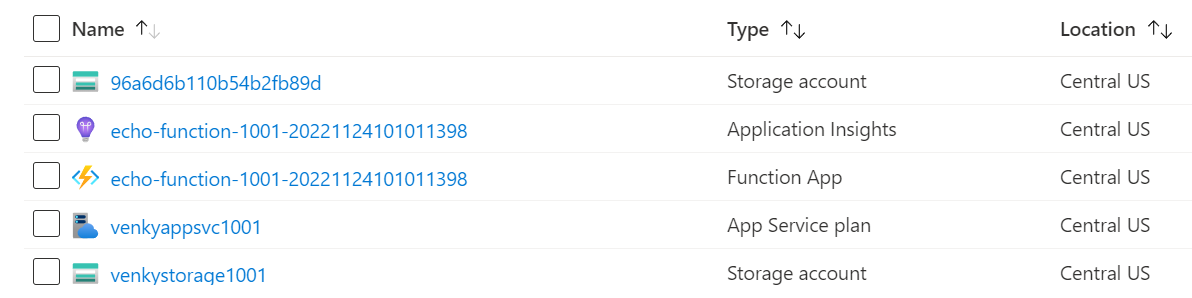 Name Type Location
96a6d6b110b54b2fb89d Storage account Central US
echo-function-1001-20221124101011398 Application Insights Central US
echo-function-1001-20221124101011398 Function App Central US
venkyappsvc1001 App Service plan Central US
venkystorage1001 Storage account Central US